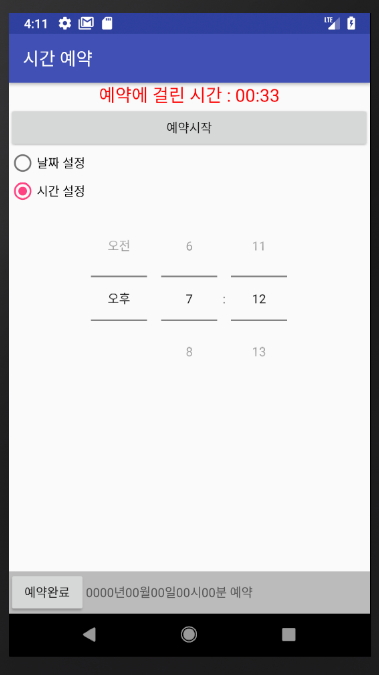 4:11 LTE
시간 예약
예약에 걸린 시간 : 00:33
예약시작
날짜 설정
시간 설정
오전 6 11
오후 7 : 12
8 13
예약완료 0000년00월00일00시00분 예약